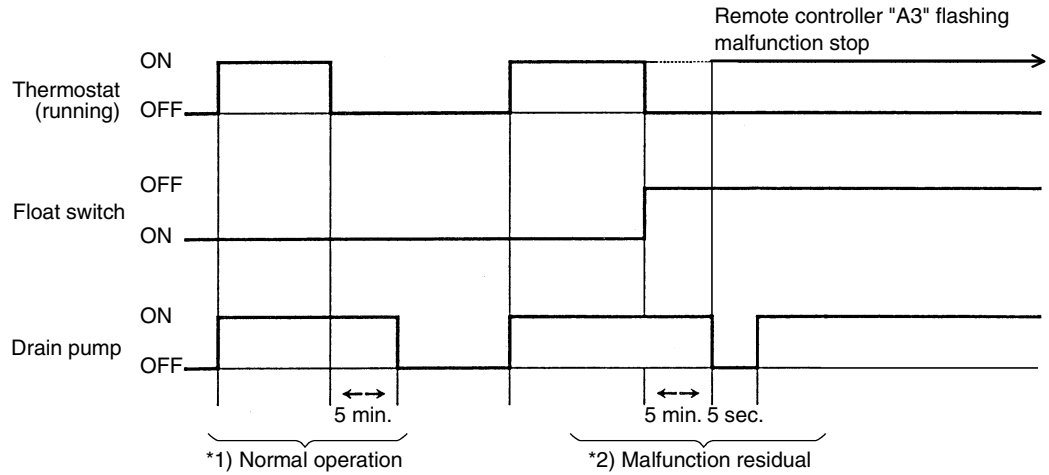 Remote controller "A3" flashing
malfunction stop
ON
Thermostat
(running)
OFF
OFF
Float switch
ON
ON
Drain pump
OFF
5 min.
5 min. 5 sec.
*1) Normal operation
*2) Malfunction residual